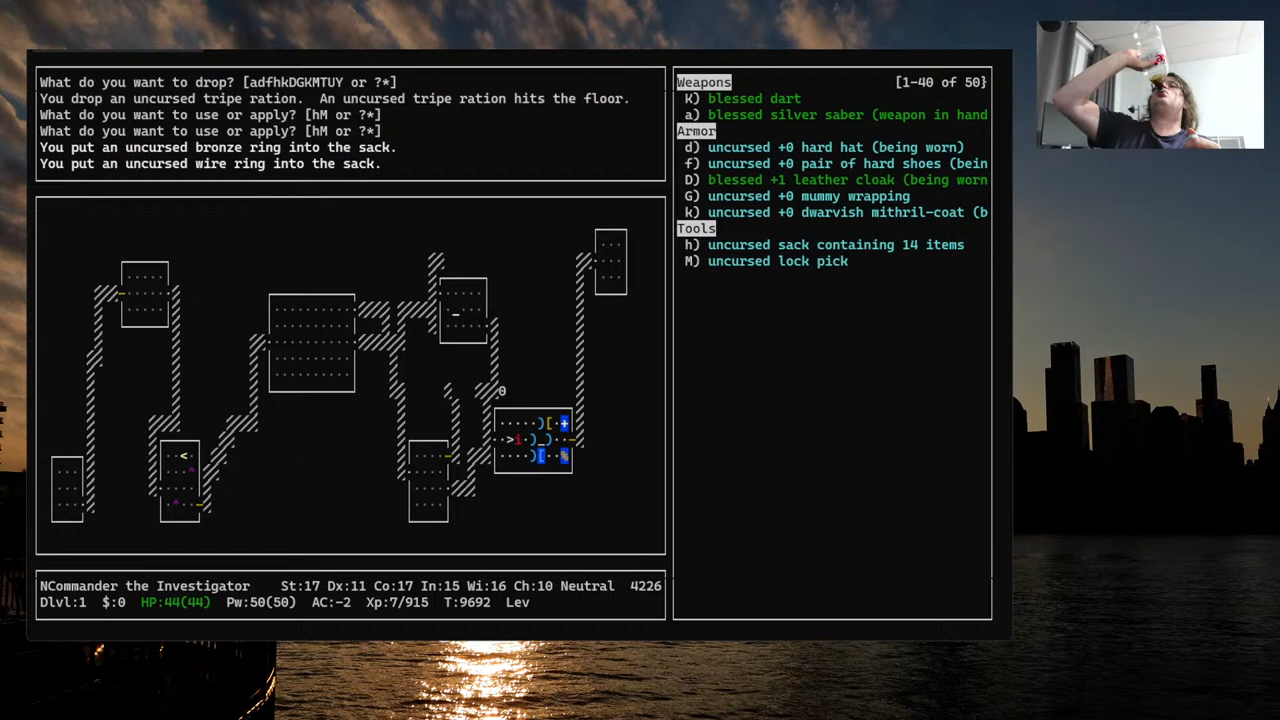 What do you want to drop? [adfhkDGKMTUY or ?*]
You drop an uncursed tripe ration.  An uncursed tripe ration hits the floor.
What do you want to use or apply? [hM or ?*]
What do you want to use or apply? [hM or ?*]
You put an uncursed bronze ring into the sack.
You put an uncursed wire ring into the sack.
Weapons [1-40 of 50}
K) blessed dart
a) blessed silver saber (weapon in hand
Armor
d) uncursed +0 hard hat (being worn)
f) uncursed +0 pair of hard shoes (bein
D) blessed +1 leather cloak (being worn
G) uncursed +0 mummy wrapping
k) uncursed +0 dwarvish mithril-coat (b
Tools
h) uncursed sack containing 14 items
M) uncursed lock pick
NCommander the Investigator St:17 Dx:11 Co:17 In:15 Wi:16 Ch:10 Neutral 4226
Dlvl:1 $:0 HP:44(44) Pw:50(50) AC:-2 Xp:7/915 T:9692 Lev